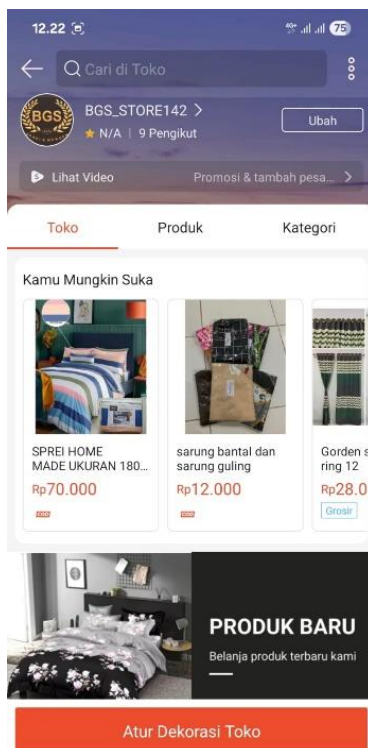 12.22
75
Cari di Toko
BGS
BGS_STORE142 >
N/A | 9 Pengikut
Ubah
Lihat Video
Promosi & tambah pesa... >
Toko
Produk
Kategori
Kamu Mungkin Suka
SPREI HOME
MADE UKURAN 180...
Rp70.000
COD
sarung bantal dan
sarung guling
Rp12.000
COD
Gorden s
ring 12
Rp28.0
Grosir
PRODUK BARU
Belanja produk terbaru kami
Atur Dekorasi Toko